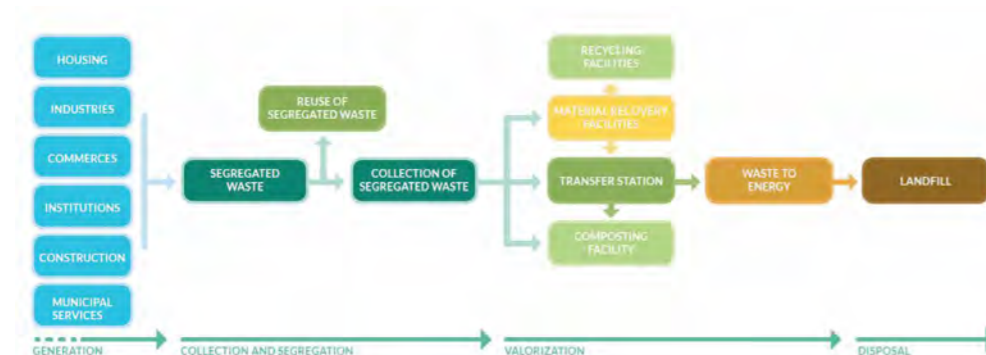 HOUSING
INDUSTRIES
COMMERCES
INSTITUTIONS
CONSTRUCTION
MUNICIPAL
SERVICES
SEGREGATED
WASTE
REUSE OF
SEGREGATED WASTE
COLLECTION OF
SEGREGATED WASTE
RECYCLING
FACILITIES
MATERIAL RECOVERY
FACILITIES
TRANSFER STATION
COMPOSTING
FACILITY
WASTE TO
ENERGY
LANDFILL
GENERATION
COLLECTION AND SEGREGATION
VALORIZATION
DISPOSAL